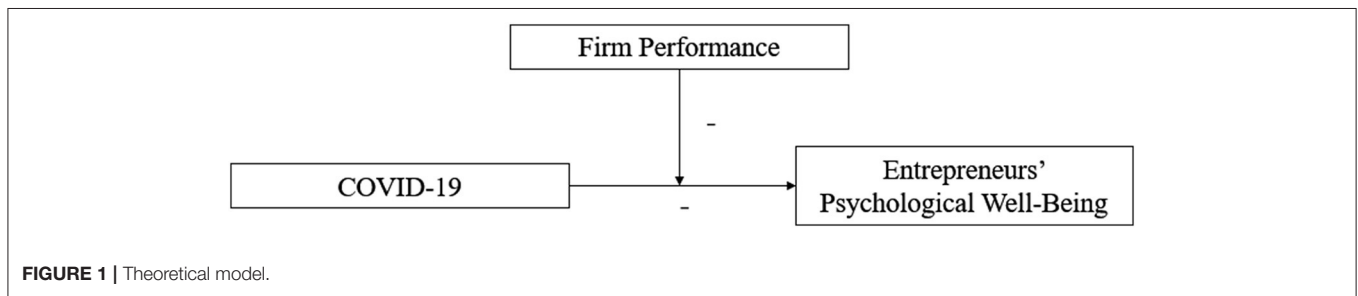 Firm Performance
-
COVID-19
-
Entrepreneurs’
Psychological Well-Being
FIGURE 1 | Theoretical model.